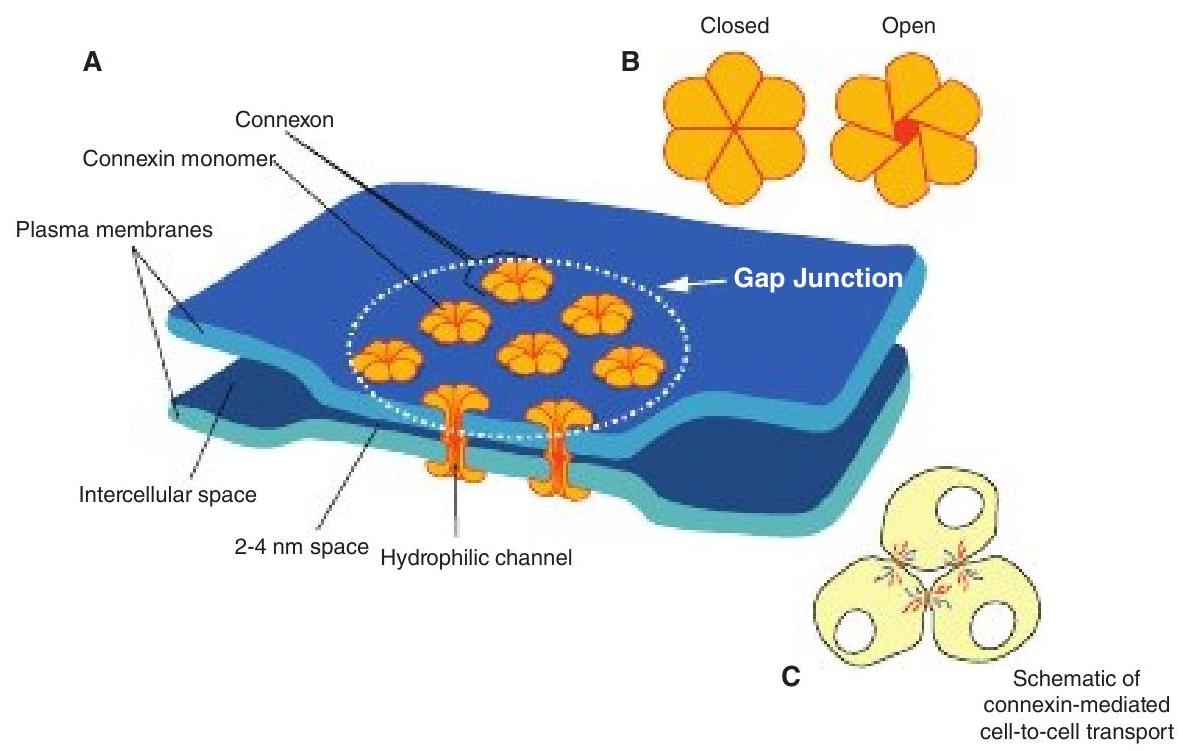 A
Connexon
Connexin monomer
Plasma membranes
Gap Junction
Intercellular space
2-4 nm space
Hydrophilic channel
B
Closed
Open
C
Schematic of
connexin-mediated
cell-to-cell transport